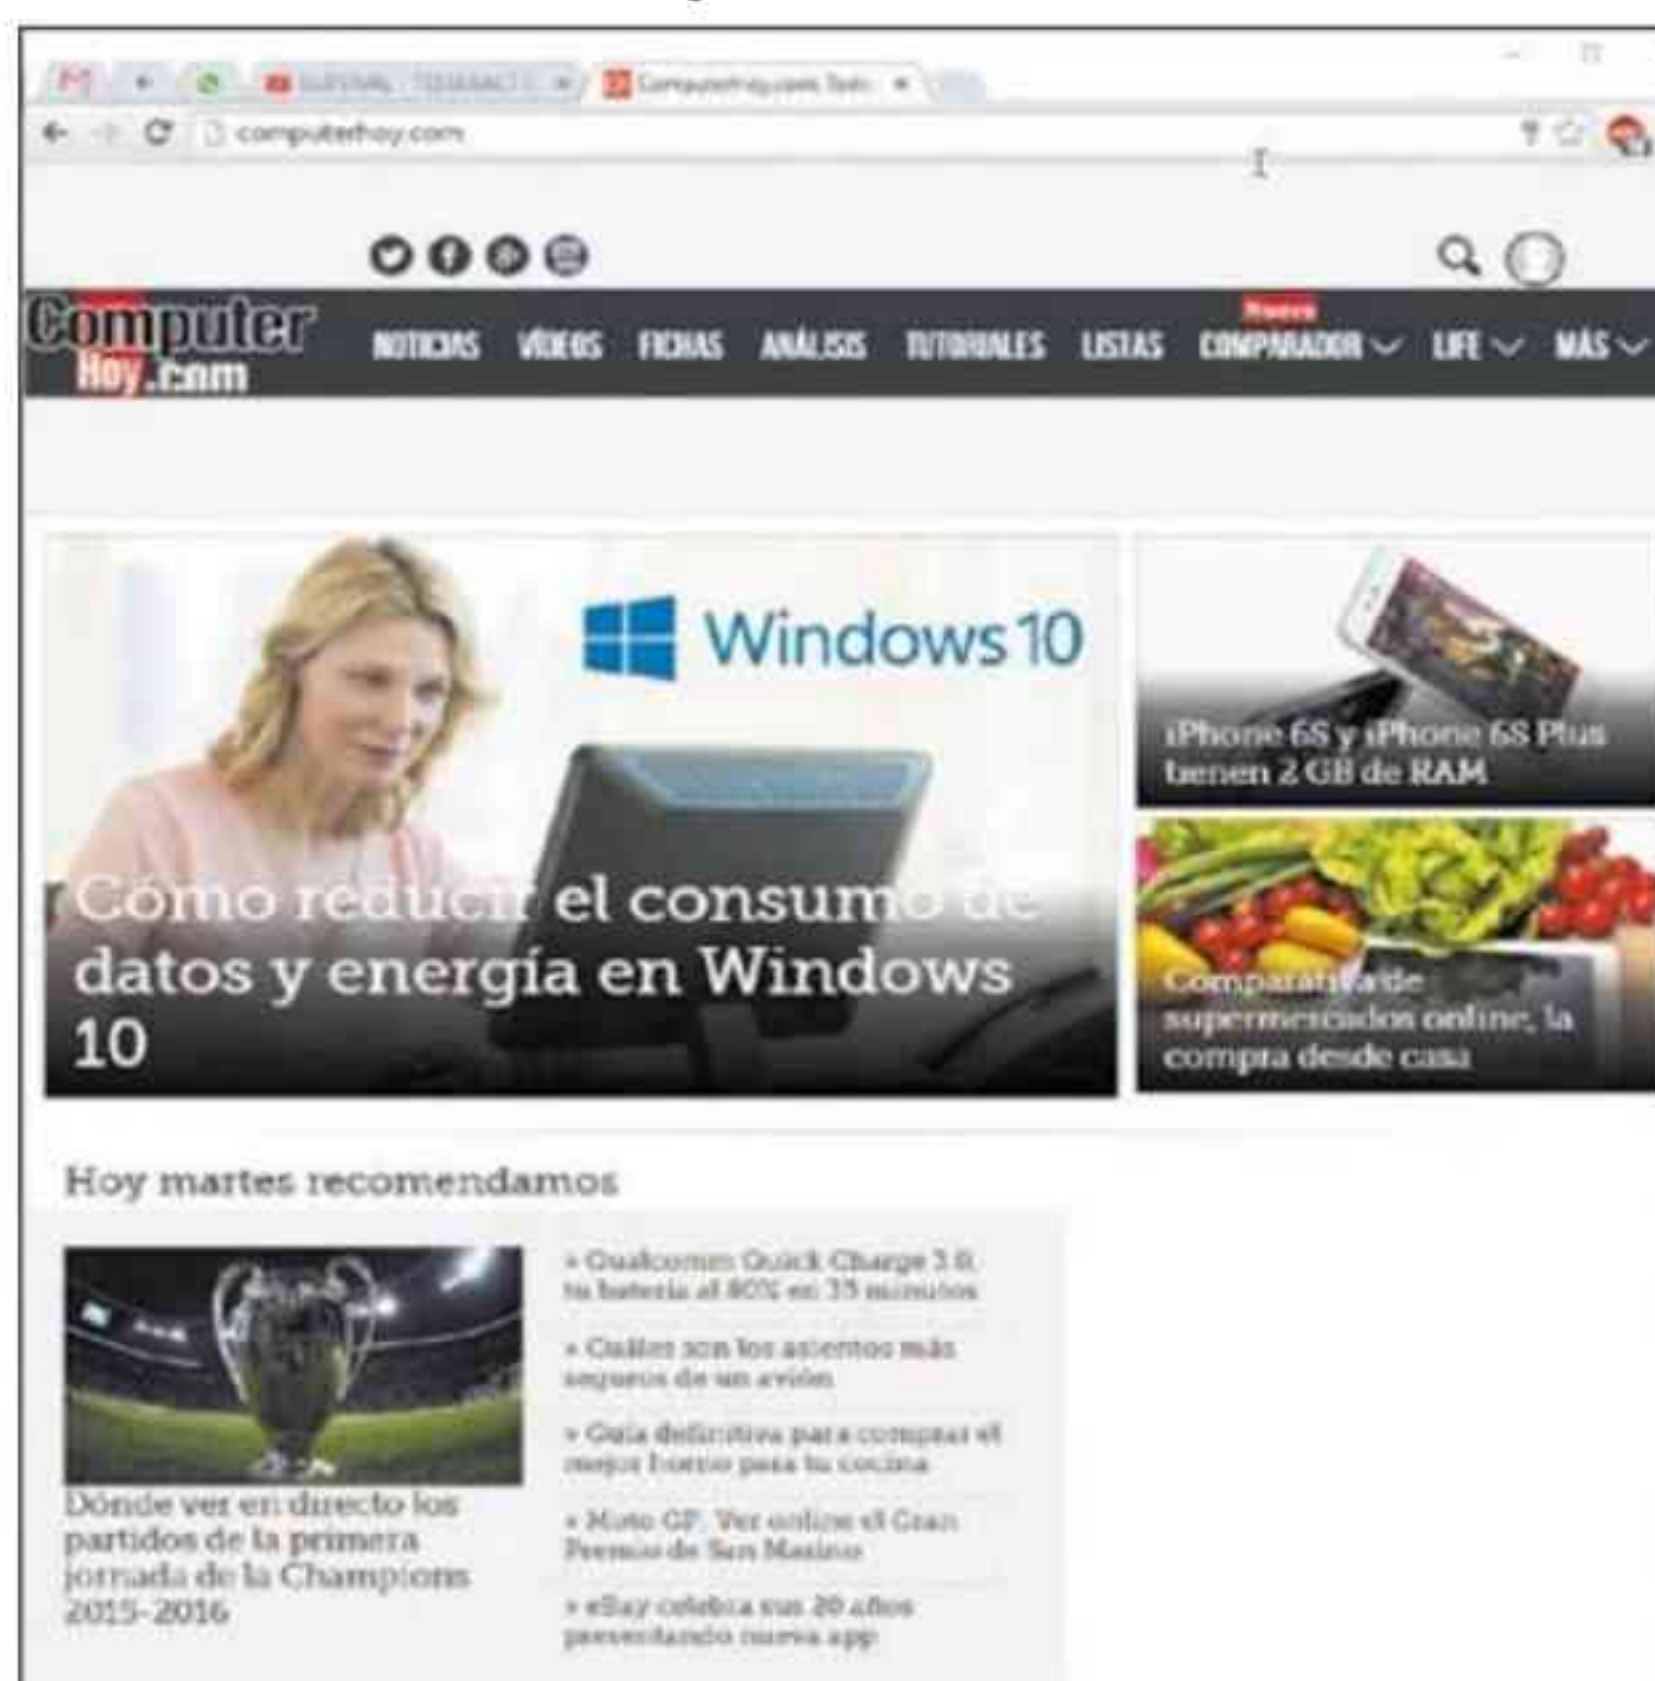 computerhoy.com
Computer
Hoy.com
NOTICIAS VÍDEOS FICHAS ANÁLISIS TUTORIALES LISTAS COMPARADOR LIFE MÁS
Nuevo
Windows 10
Cómo reducir el consumo de
datos y energía en Windows
10
iPhone 6S y iPhone 6S Plus
tienen 2 GB de RAM
Comparativa de
supermercados online, la
compra desde casa
Hoy martes recomendamos
Dónde ver en directo los
partidos de la primera
jornada de la Champions
2015-2016
» Qualcomm Quick Charge 3.0,
tu batería al 80% en 35 minutos
» Cuáles son los asientos más
seguros de un avión
» Guía definitiva para comprar el
mejor horno para tu cocina
» Moto GP: Ver online el Gran
Premio de San Marino
» eBay celebra sus 20 años
presentando nueva app